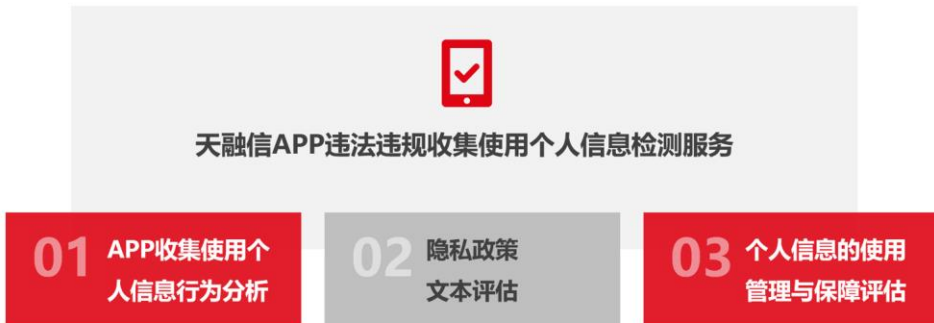 天融信APP违法违规收集使用个人信息检测服务
01
APP收集使用个
人信息行为分析
02
隐私政策
文本评估
03
个人信息的使用
管理与保障评估